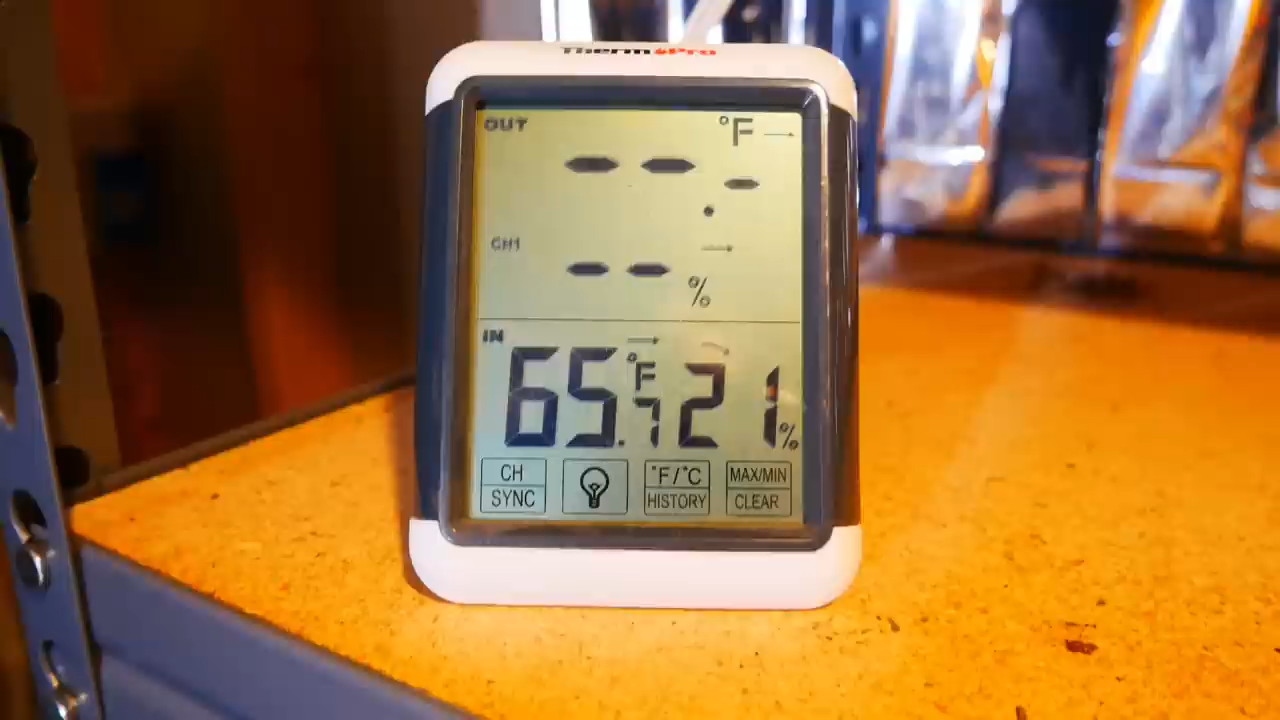 ThermoPro
OUT °F
-- -- . -
CH1
-- -- %
IN 65.7 °F 21 %
CH °F/°C MAX/MIN
SYNC HISTORY CLEAR